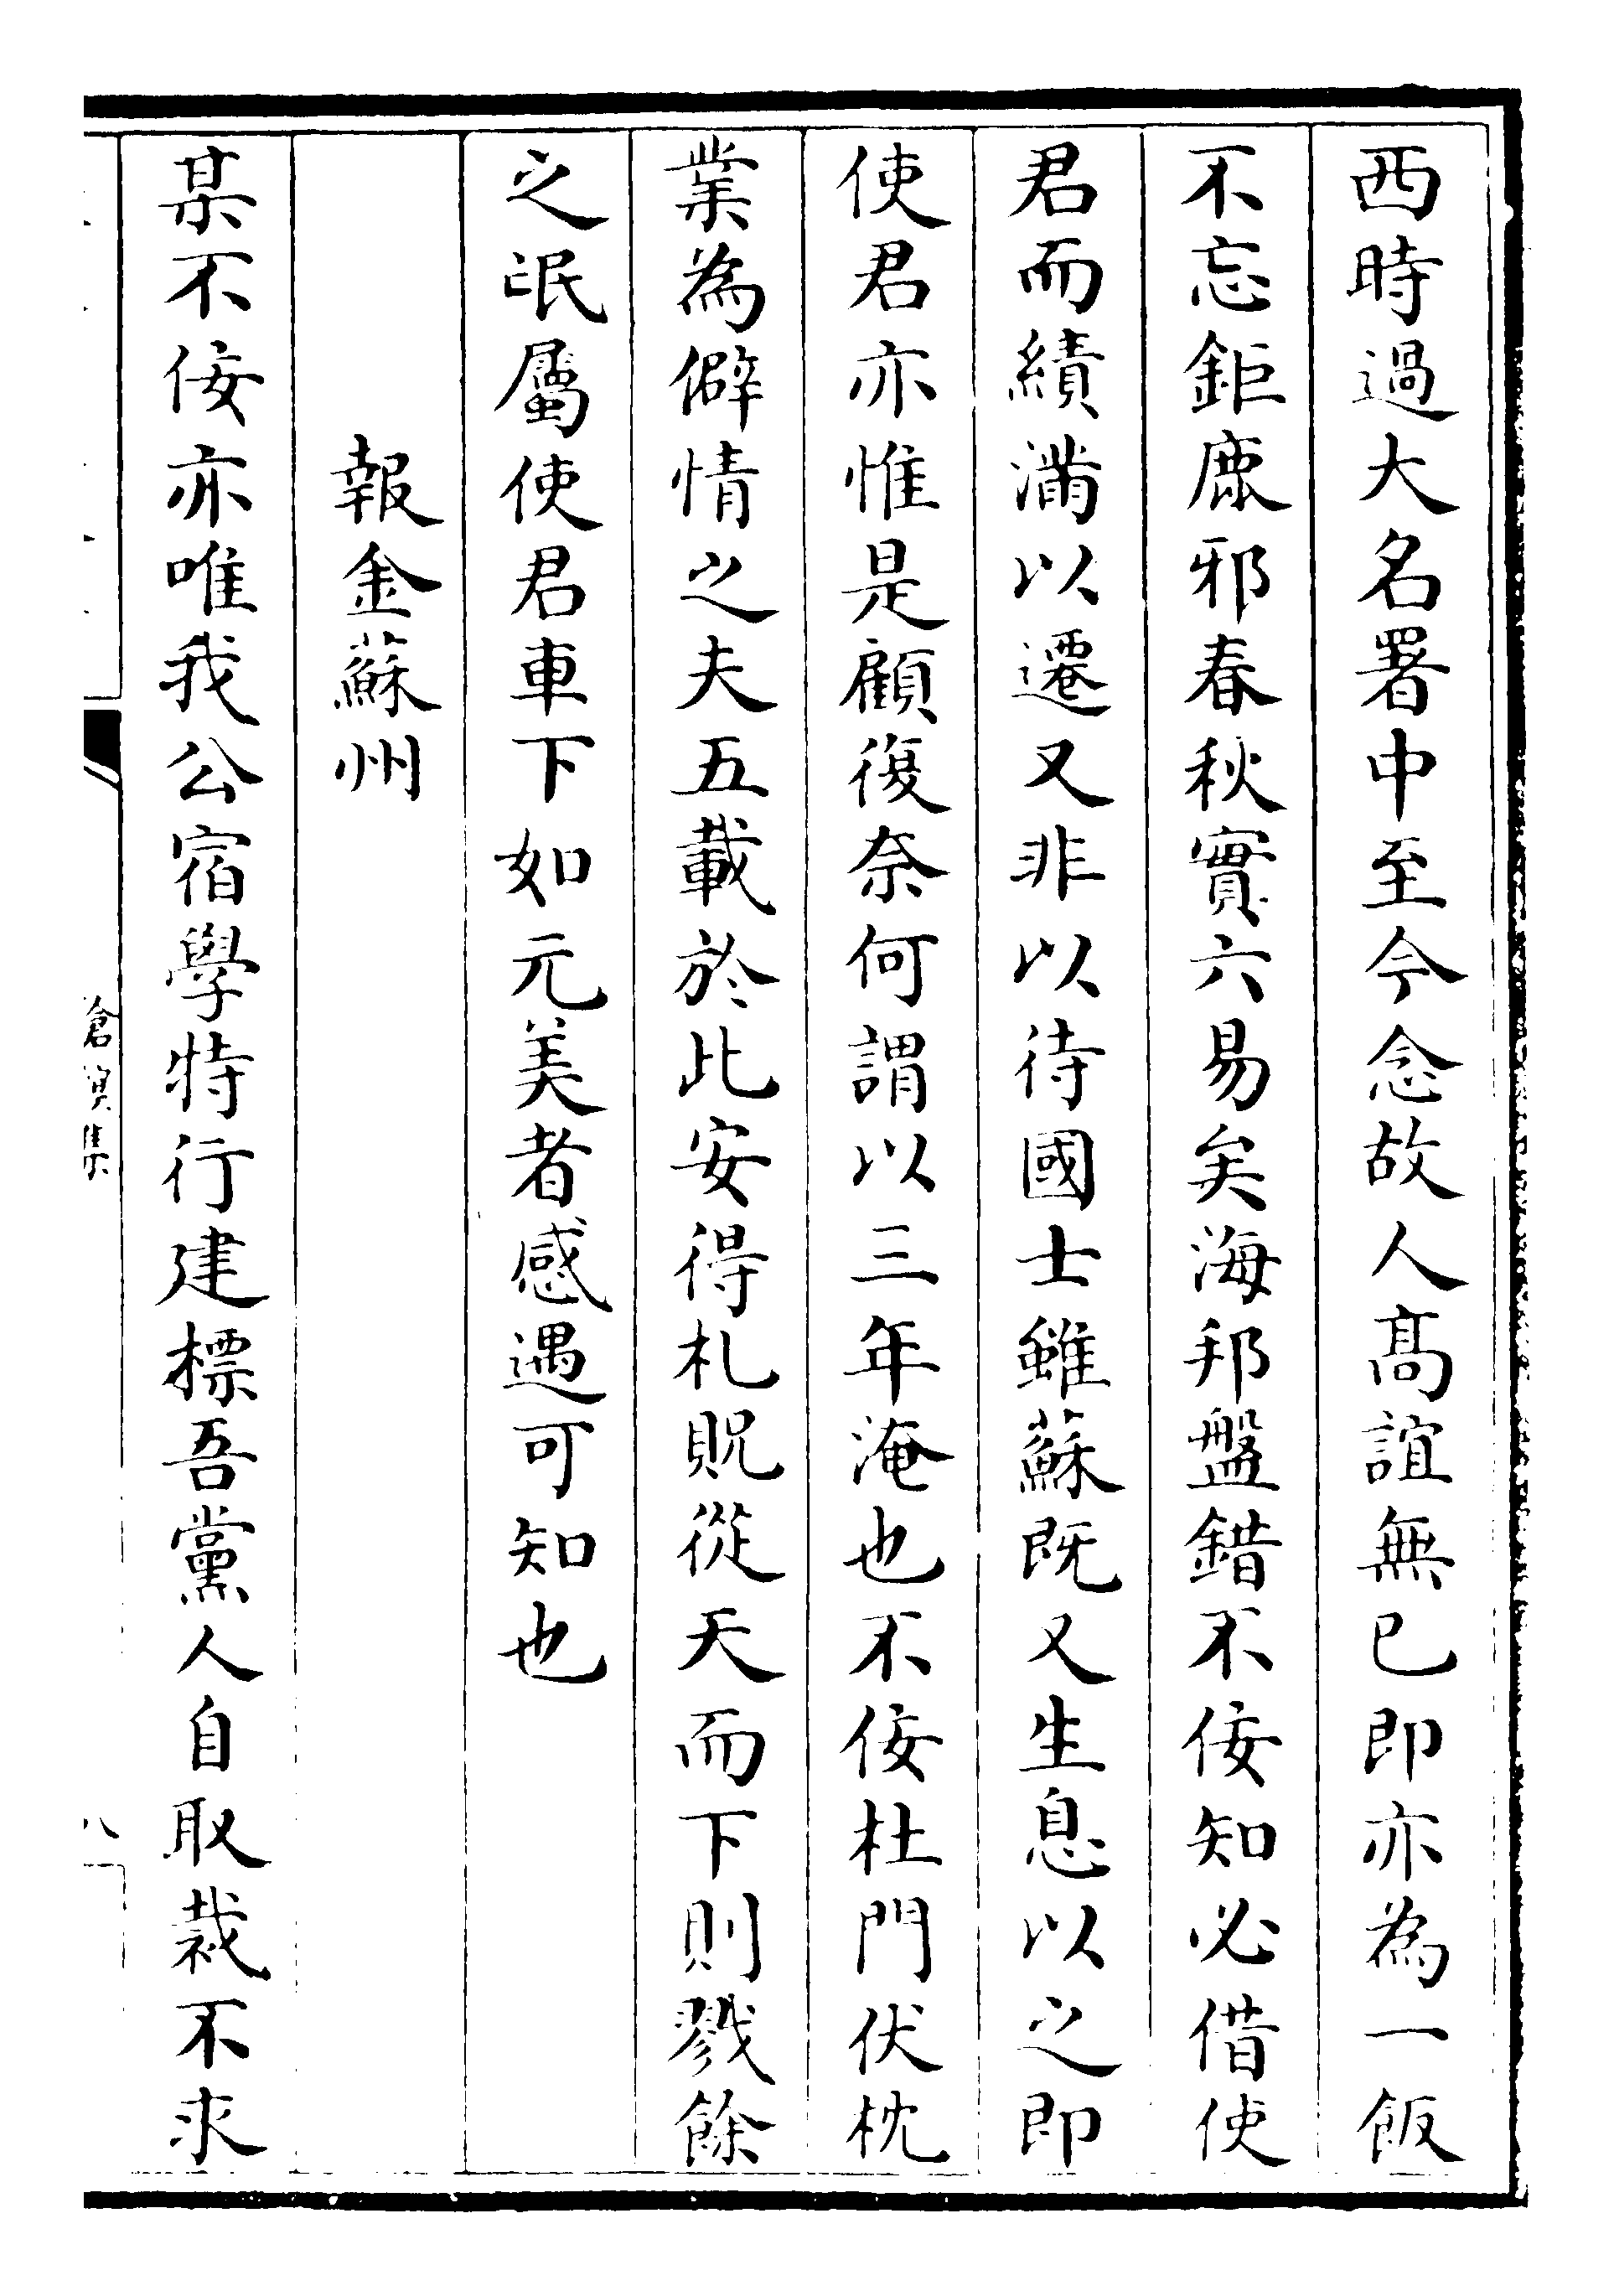 西時過大名署中至今念故人髙誼無已即亦為一飯
不忘鉅鹿邪春秋實六易矣海邦盤錯不佞知必借使
君而績滿以遷又非以待國士雖蘇既又生息以之即
使君亦惟是顧復奈何謂以三年淹也不佞杜門伏枕
業為僻情之夫五載於此安得札貺從天而下則戮餘
之氓屬使君車下如元美者感遇可知也
報金蘇州
某不佞亦唯我公宿學特行建標吾黨人自取裁不求
滄溟集
八